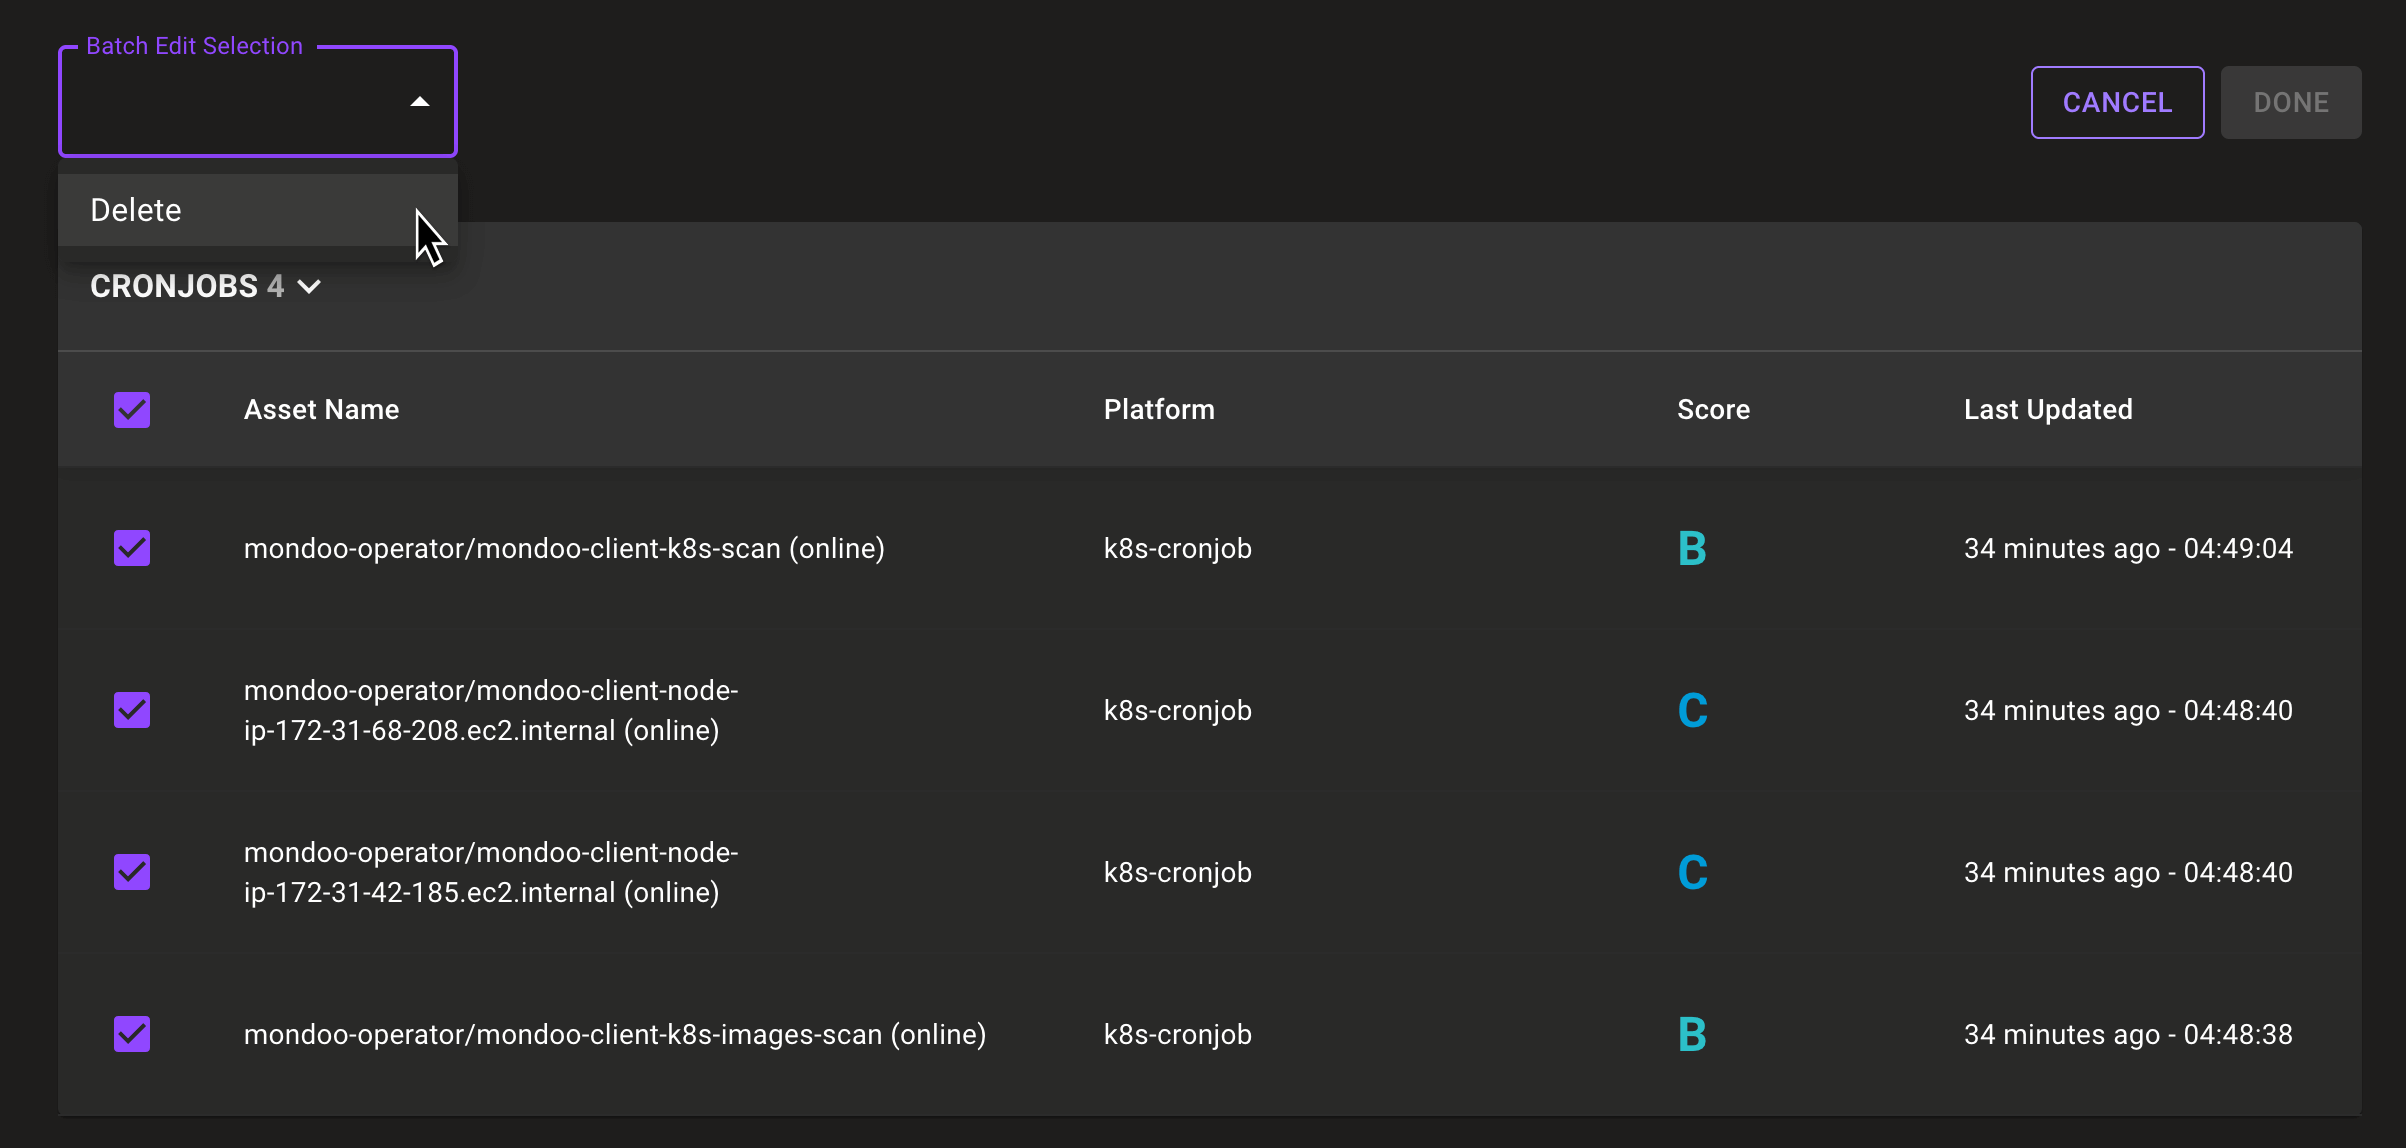 Batch Edit Selection
CANCEL
DONE
Delete
CRONJOBS 4
Asset Name
Platform
Score
Last Updated
mondoo-operator/mondoo-client-k8s-scan (online)
k8s-cronjob
B
34 minutes ago - 04:49:04
mondoo-operator/mondoo-client-node-
ip-172-31-68-208.ec2.internal (online)
k8s-cronjob
C
34 minutes ago - 04:48:40
mondoo-operator/mondoo-client-node-
ip-172-31-42-185.ec2.internal (online)
k8s-cronjob
C
34 minutes ago - 04:48:40
mondoo-operator/mondoo-client-k8s-images-scan (online)
k8s-cronjob
B
34 minutes ago - 04:48:38